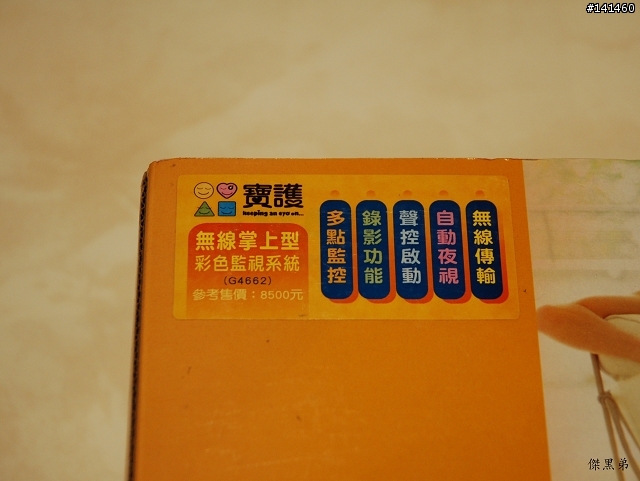 #141460
寶護
keeping an eye on...
無線掌上型
彩色監視系統
(G4662)
參考售價：8500元
多點監控
錄影功能
聲控啟動
自動夜視
無線傳輸
傑黑弟